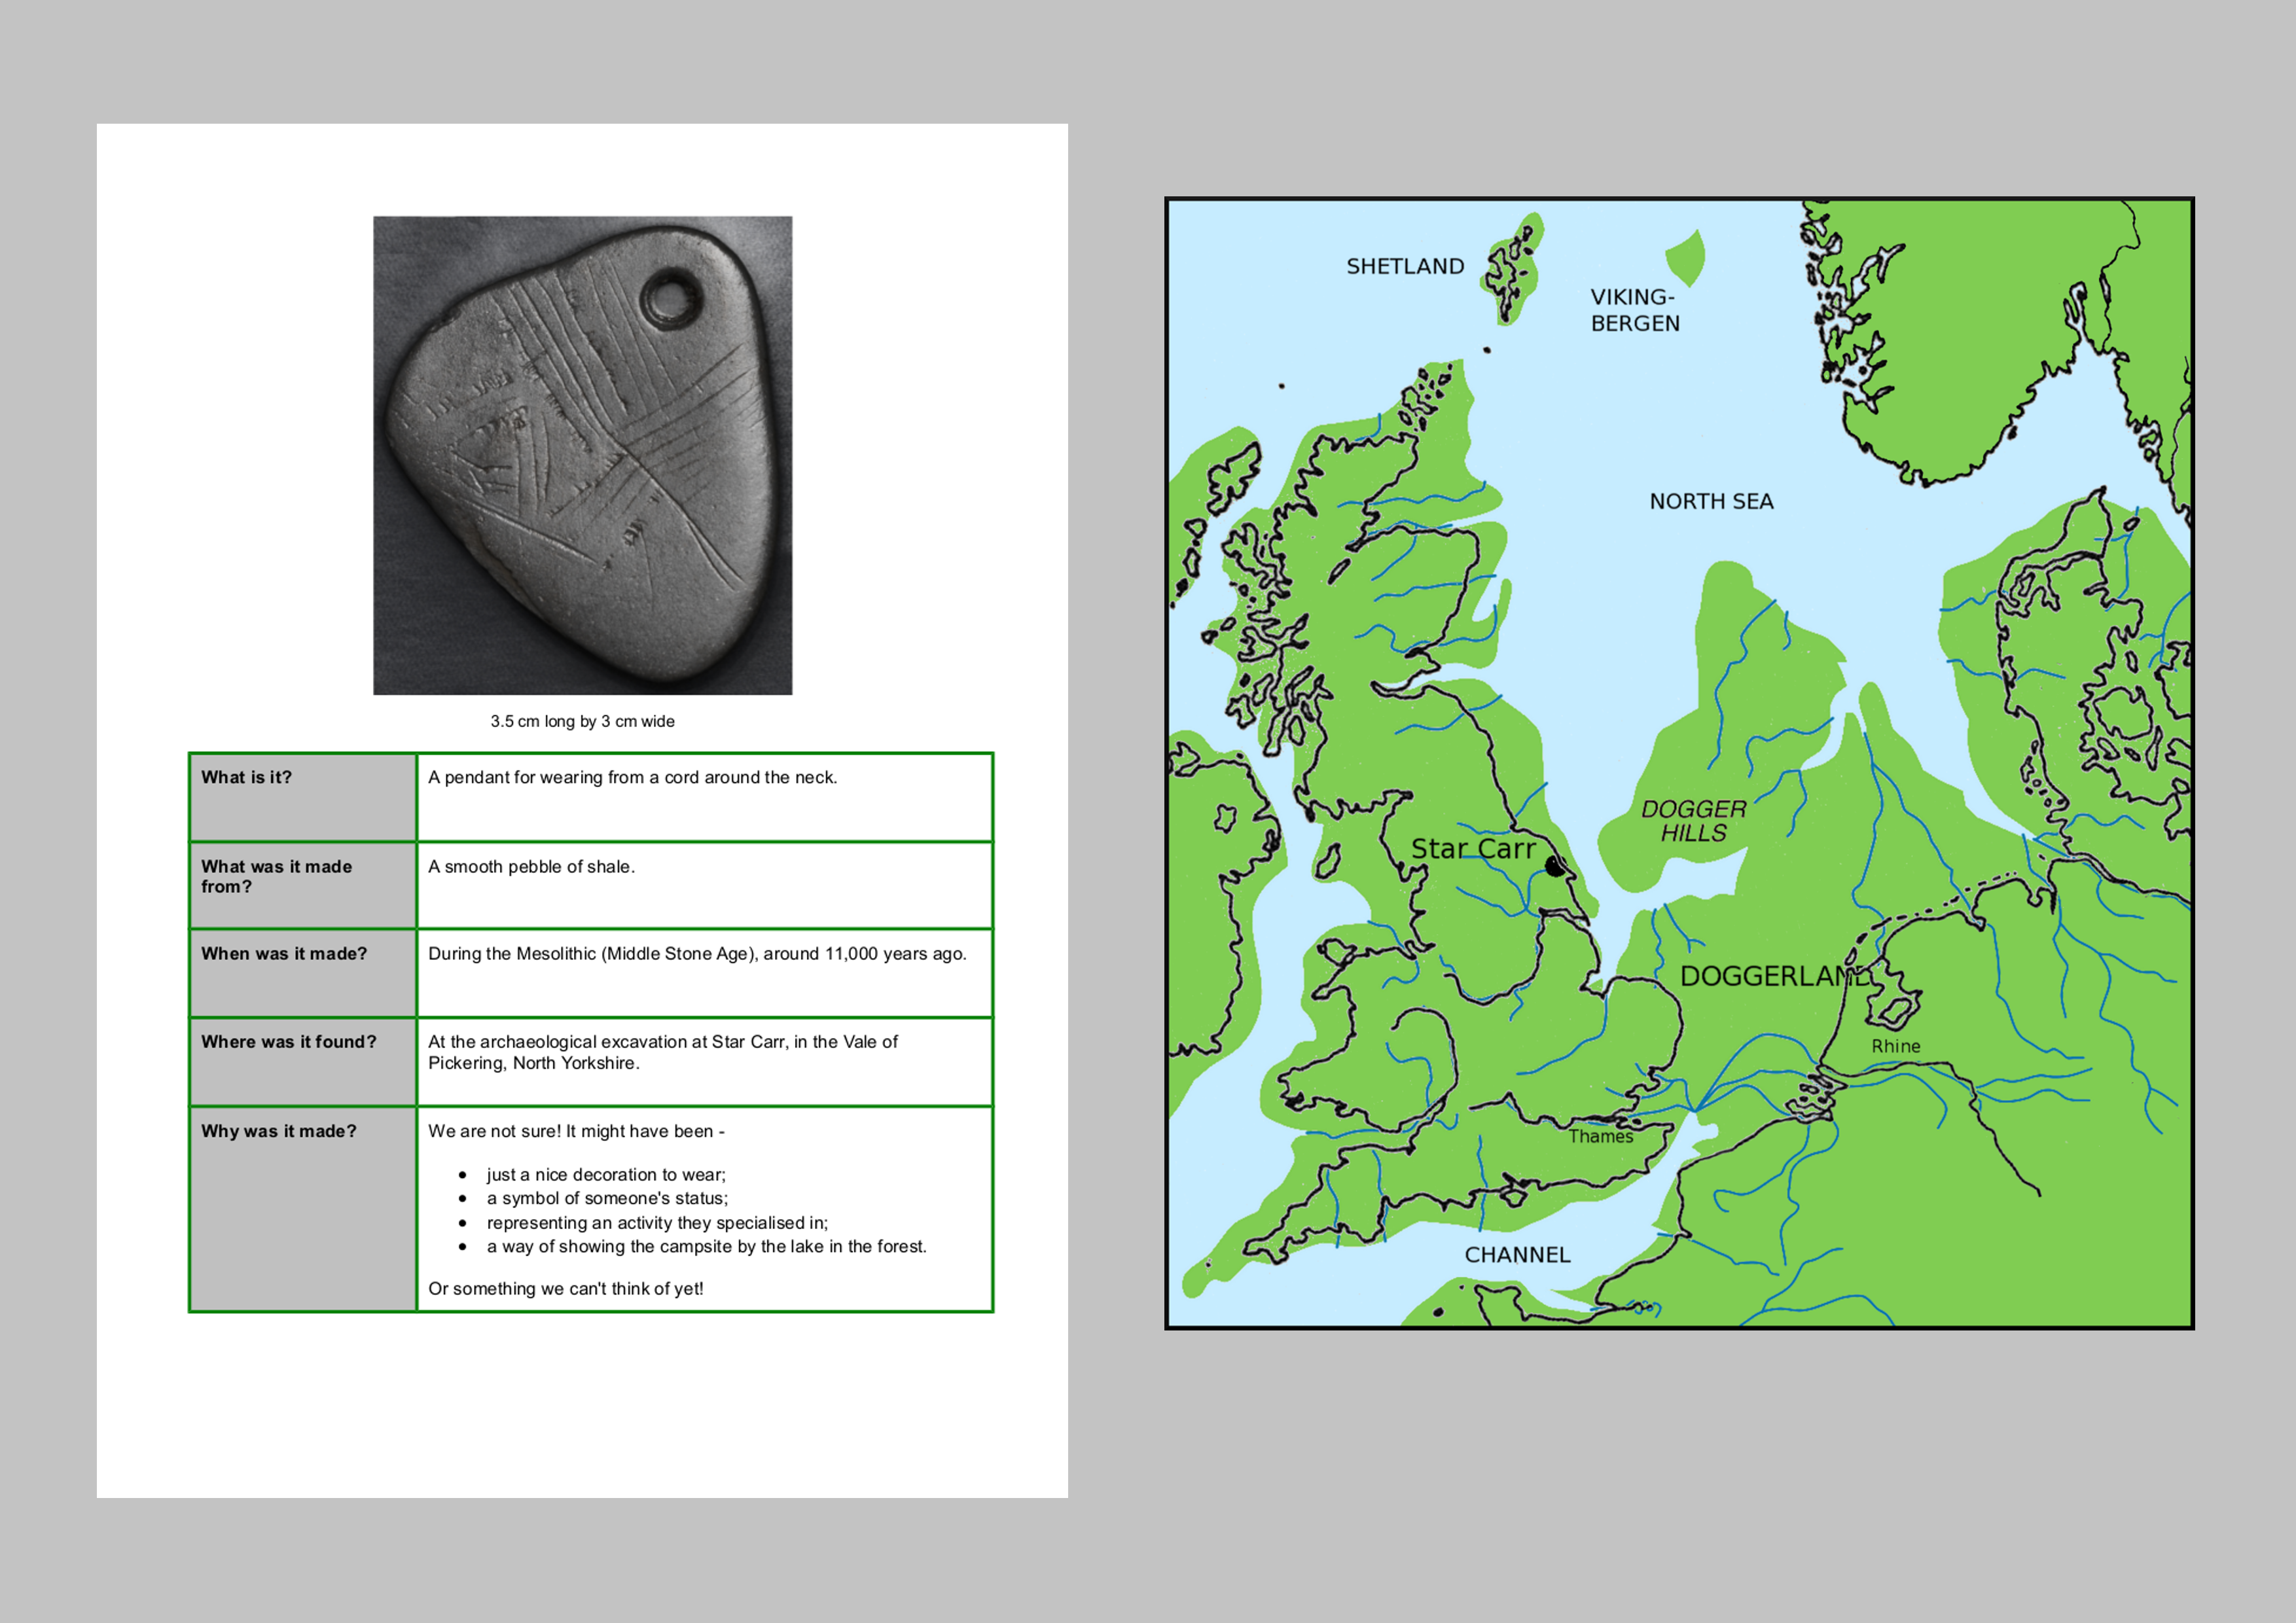 3.5 cm long by 3 cm wide
What is it?
A pendant for wearing from a cord around the neck.
What was it made
from?
A smooth pebble of shale.
When was it made?
During the Mesolithic (Middle Stone Age), around 11,000 years ago.
Where was it found?
At the archaeological excavation at Star Carr, in the Vale of
Pickering, North Yorkshire.
Why was it made?
We are not sure! It might have been -
• just a nice decoration to wear;
• a symbol of someone's status;
• representing an activity they specialised in;
• a way of showing the campsite by the lake in the forest.
Or something we can't think of yet!
SHETLAND
VIKING-
BERGEN
NORTH SEA
DOGGER
HILLS
Star Carr
DOGGERLAND
Rhine
Thames
CHANNEL